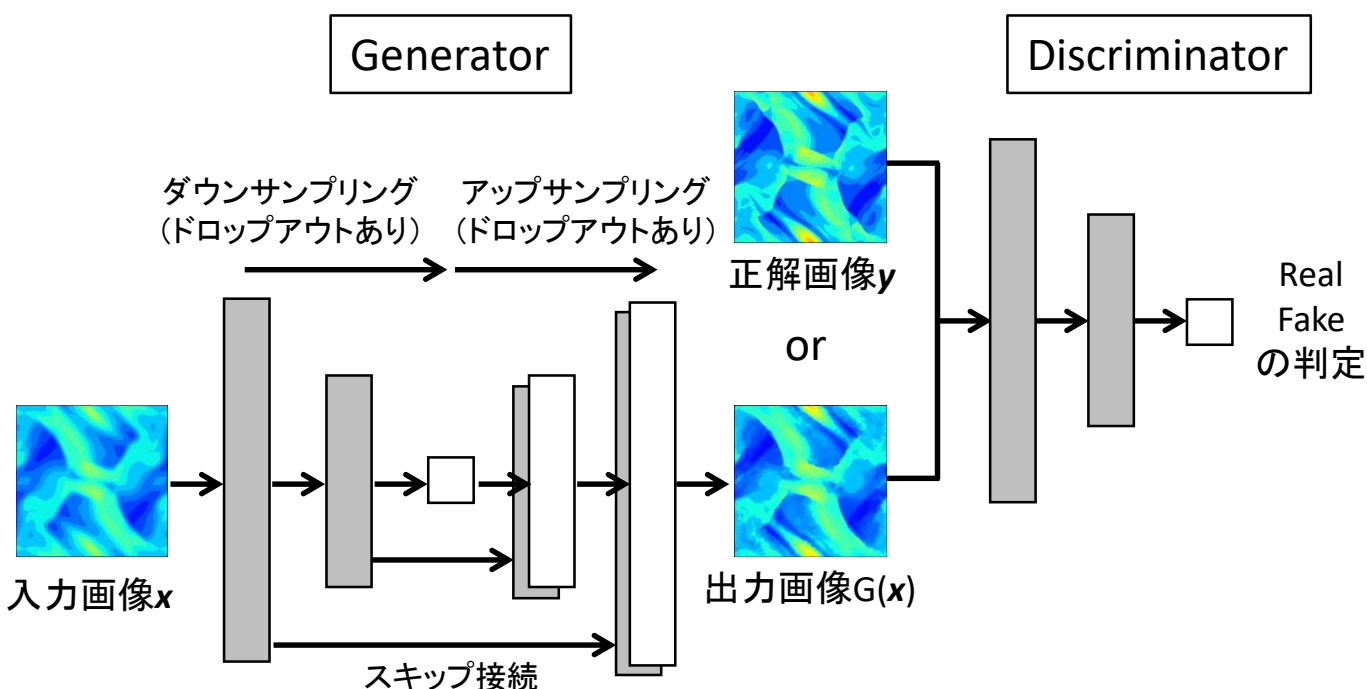 Generator
Discriminator
ダウンサンプリング
（ドロップアウトあり）
アップサンプリング
（ドロップアウトあり）
正解画像y
or
Real
Fake
の判定
入力画像x
出力画像G(x)
スキップ接続